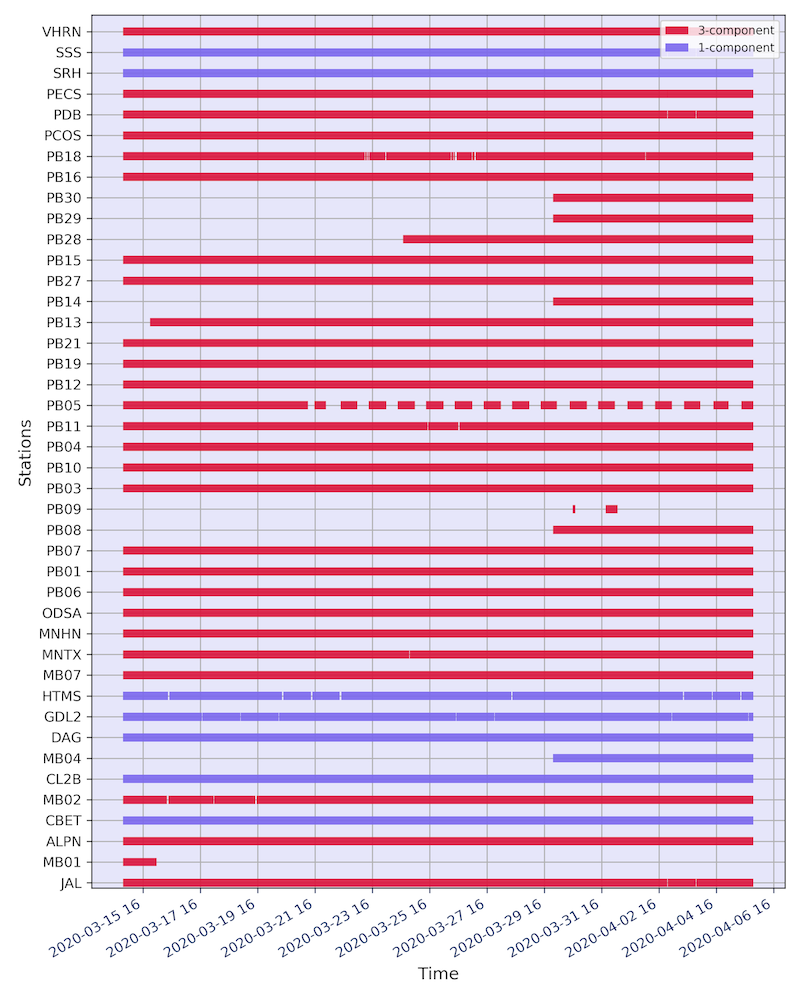 3-component
1-component
VHRN
SSS
SRH
PECS
PDB
PCOS
PB18
PB16
PB30
PB29
PB28
PB15
PB27
PB14
PB13
PB21
PB19
PB12
PB05
PB11
PB04
PB10
PB03
PB09
PB08
PB07
PB01
PB06
ODSA
MNHN
MNTX
MB07
HTMS
GDL2
DAG
MB04
CL2B
MB02
CBET
ALPN
MB01
JAL
Stations
2020-03-15 16
2020-03-17 16
2020-03-19 16
2020-03-21 16
2020-03-23 16
2020-03-25 16
2020-03-27 16
2020-03-29 16
2020-03-31 16
2020-04-02 16
2020-04-04 16
2020-04-06 16
Time